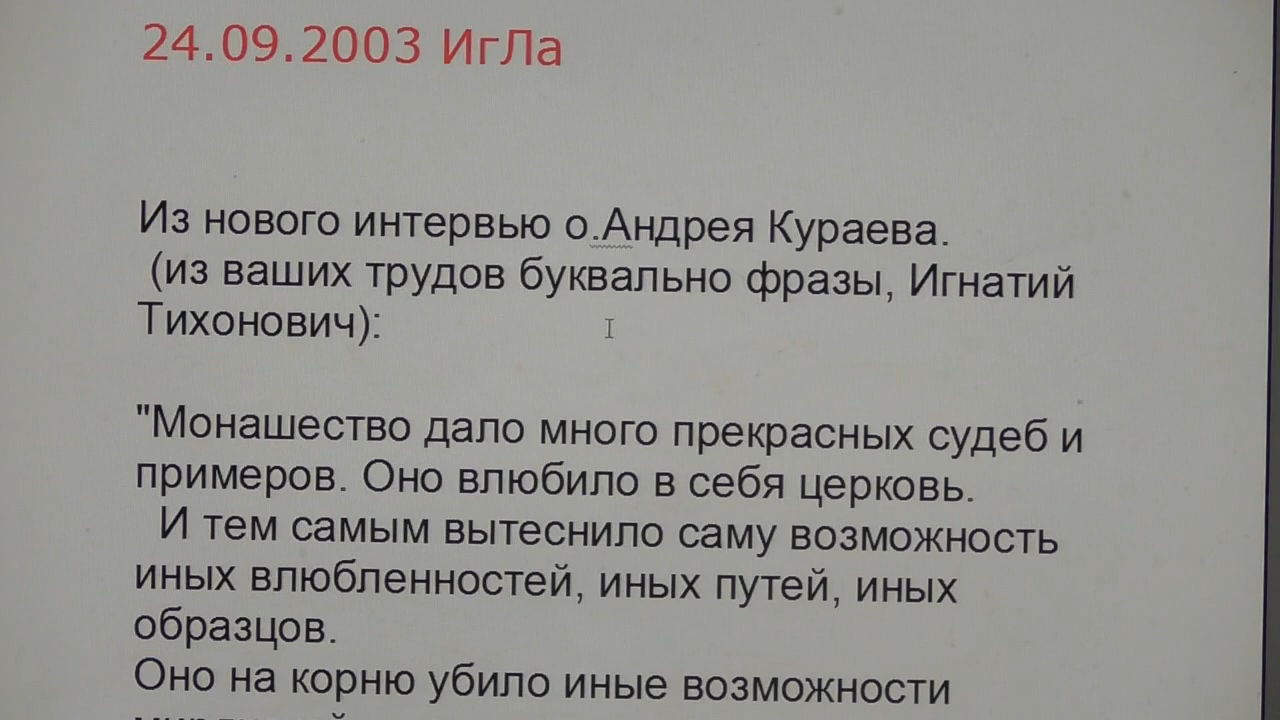 24.09.2003 ИгЛа
Из нового интервью о.Андрея Кураева.
(из ваших трудов буквально фразы, Игнатий
Тихонович):
"Монашество дало много прекрасных судеб и
примеров. Оно влюбило в себя церковь.
И тем самым вытеснило саму возможность
иных влюбленностей, иных путей, иных
образцов.
Оно на корню убило иные возможности